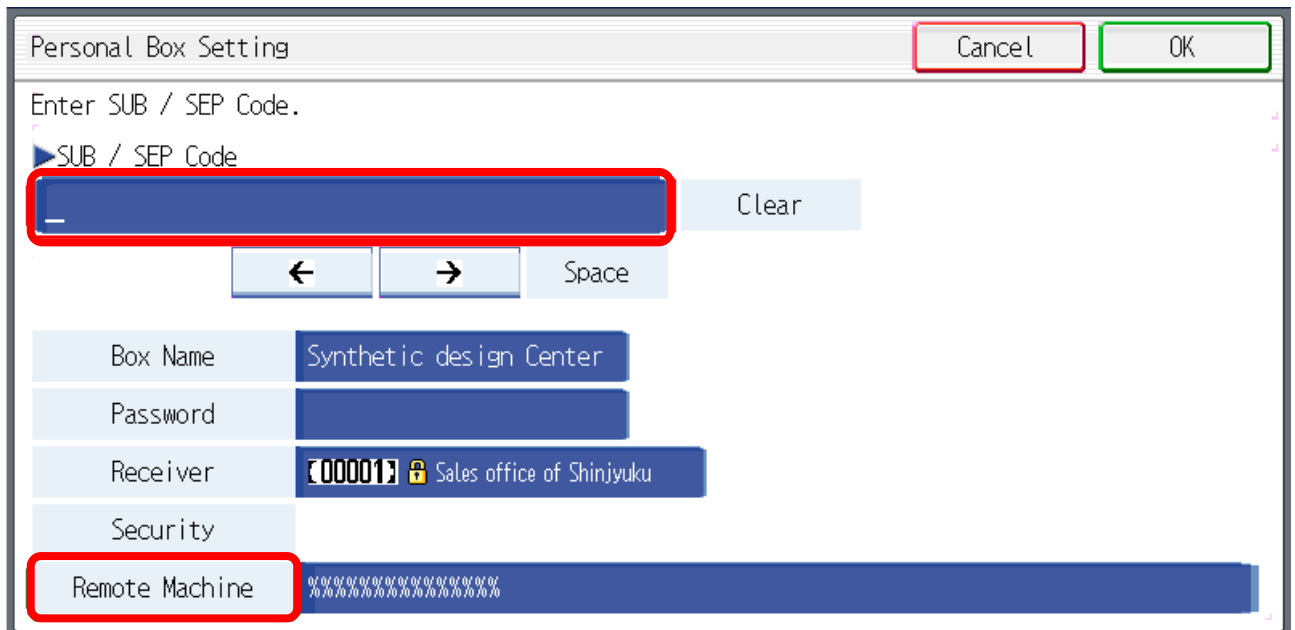 Personal Box Setting Cancel OK
Enter SUB / SEP Code.
▶SUB / SEP Code
_ Clear
← → Space
Box Name Synthetic design Center
Password
Receiver 【00001】 Sales office of Shinjyuku
Security
Remote Machine %%%%%%%%%%%%%%%